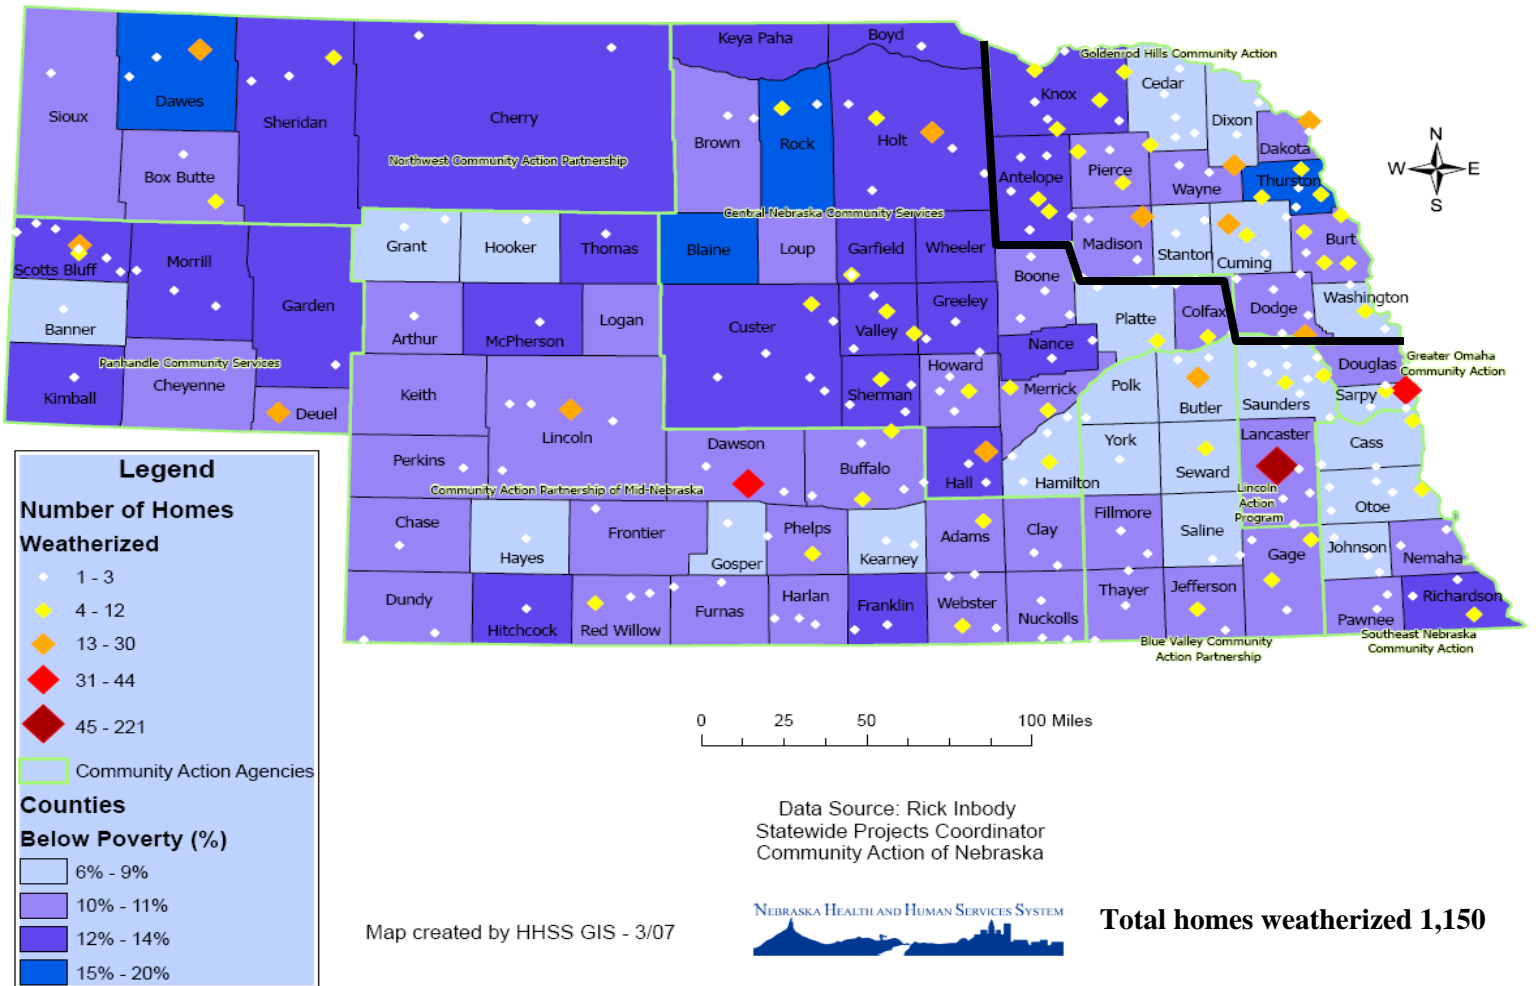 Keya Paha
Boyd
Goldenrod Hills Community Action
Knox
Cedar
Dixon
Dakota
Sioux
Dawes
Sheridan
Cherry
Brown
Rock
Holt
Antelope
Pierce
Wayne
Thurston
N
W
E
S
Box Butte
Northwest Community Action Partnership
Central Nebraska Community Services
Grant
Hooker
Thomas
Blaine
Loup
Garfield
Wheeler
Madison
Stanton
Cuming
Burt
Scotts Bluff
Morrill
Garden
Boone
Washington
Banner
Arthur
McPherson
Logan
Custer
Valley
Greeley
Platte
Colfax
Dodge
Nance
Panhandle Community Services
Kimball
Cheyenne
Deuel
Keith
Lincoln
Sherman
Howard
Merrick
Polk
Butler
Saunders
Douglas
Sarpy
Greater Omaha
Community Action
Perkins
Dawson
Buffalo
Hall
Hamilton
York
Seward
Lancaster
Cass
Community Action Partnership of Mid-Nebraska
Lincoln
Action
Program
Otoe
Chase
Hayes
Frontier
Gosper
Phelps
Kearney
Adams
Clay
Fillmore
Saline
Gage
Johnson
Nemaha
Dundy
Hitchcock
Red Willow
Furnas
Harlan
Franklin
Webster
Nuckolls
Thayer
Jefferson
Pawnee
Richardson
Blue Valley Community
Action Partnership
Southeast Nebraska
Community Action
Legend
Number of Homes
Weatherized
1 - 3
4 - 12
13 - 30
31 - 44
45 - 221
Community Action Agencies
Counties
Below Poverty (%)
6% - 9%
10% - 11%
12% - 14%
15% - 20%
0 25 50 100 Miles
Data Source: Rick Inbody
Statewide Projects Coordinator
Community Action of Nebraska
Map created by HHSS GIS - 3/07
NEBRASKA HEALTH AND HUMAN SERVICES SYSTEM
Total homes weatherized 1,150